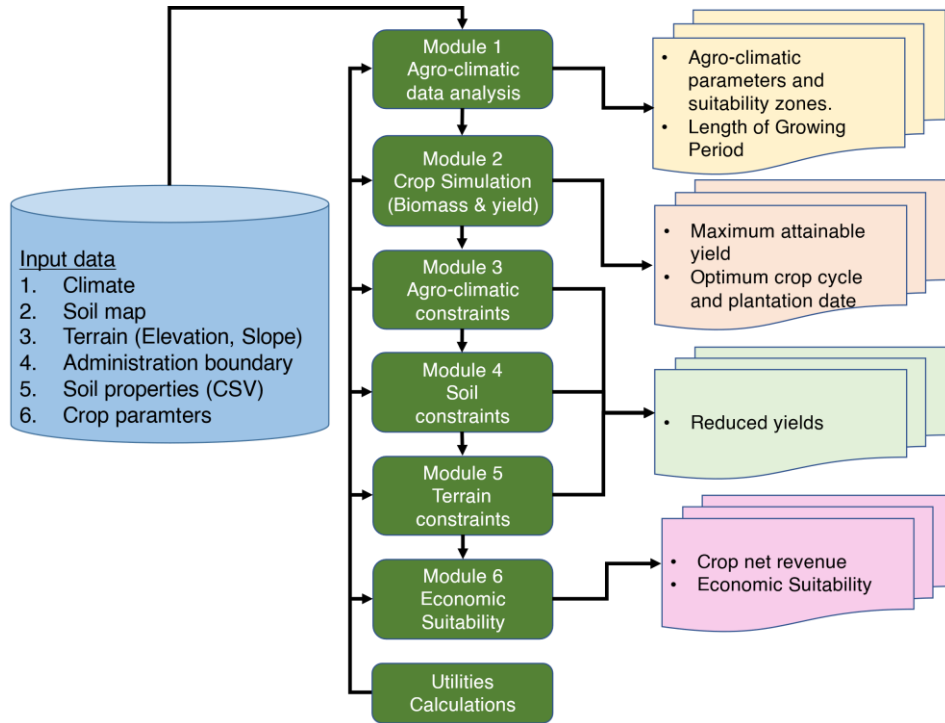 Module 1
Agro-climatic
data analysis
• Agro-climatic
parameters and
suitability zones.
• Length of Growing
Period
Module 2
Crop Simulation
(Biomass & yield)
• Maximum attainable
yield
• Optimum crop cycle
and plantation date
Input data
1. Climate
2. Soil map
3. Terrain (Elevation, Slope)
4. Administration boundary
5. Soil properties (CSV)
6. Crop paramters
Module 3
Agro-climatic
constraints
Module 4
Soil
constraints
• Reduced yields
Module 5
Terrain
constraints
Module 6
Economic
Suitability
• Crop net revenue
• Economic Suitability
Utilities
Calculations